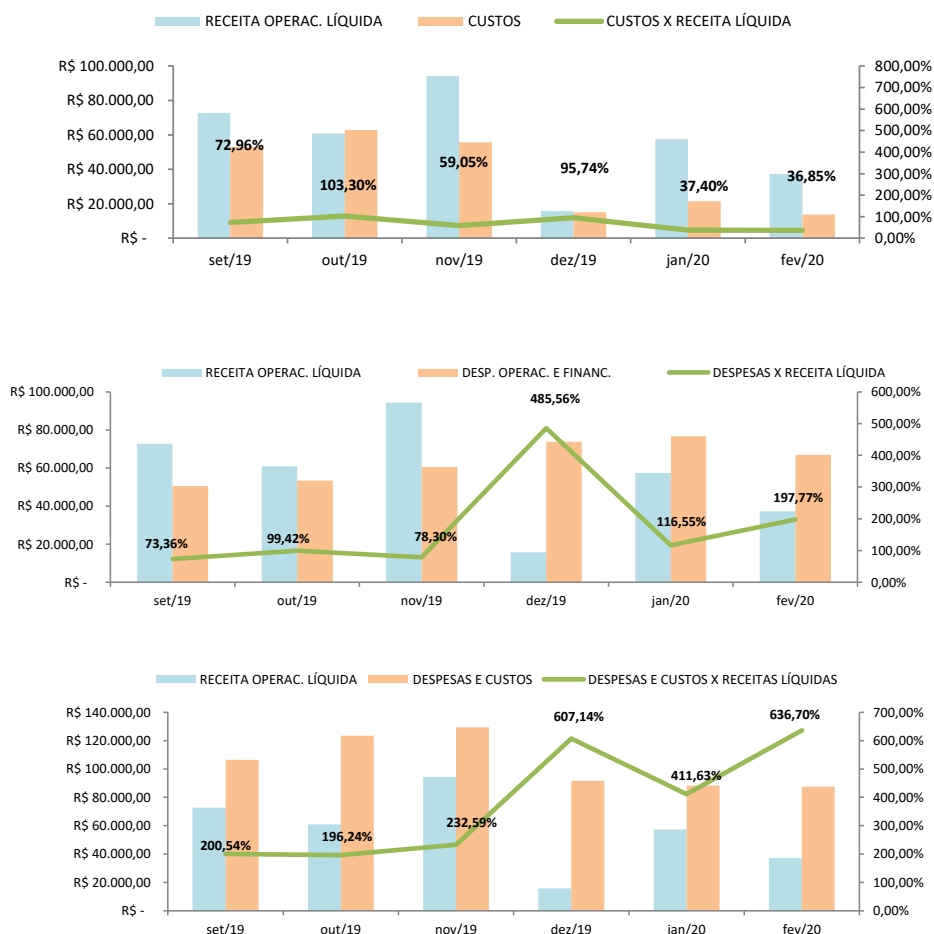 RECEITA OPERAC. LÍQUIDA CUSTOS CUSTOS X RECEITA LÍQUIDA
R$ 100.000,00 800,00%
R$ 80.000,00 700,00%
600,00%
R$ 60.000,00 500,00%
400,00%
R$ 40.000,00 300,00%
R$ 20.000,00 200,00%
100,00%
R$ - 0,00%
72,96% 103,30% 59,05% 95,74% 37,40% 36,85%
set/19 out/19 nov/19 dez/19 jan/20 fev/20
RECEITA OPERAC. LÍQUIDA DESP. OPERAC. E FINANC. DESPESAS X RECEITA LÍQUIDA
R$ 100.000,00 600,00%
R$ 80.000,00 500,00%
400,00%
R$ 60.000,00 300,00%
R$ 40.000,00 200,00%
R$ 20.000,00 100,00%
R$ - 0,00%
73,36% 99,42% 78,30% 485,56% 116,55% 197,77%
set/19 out/19 nov/19 dez/19 jan/20 fev/20
RECEITA OPERAC. LÍQUIDA DESPESAS E CUSTOS DESPESAS E CUSTOS X RECEITAS LÍQUIDAS
R$ 140.000,00 700,00%
R$ 120.000,00 600,00%
R$ 100.000,00 500,00%
R$ 80.000,00 400,00%
R$ 60.000,00 300,00%
R$ 40.000,00 200,00%
R$ 20.000,00 100,00%
R$ - 0,00%
200,54% 196,24% 232,59% 607,14% 411,63% 636,70%
set/19 out/19 nov/19 dez/19 jan/20 fev/20